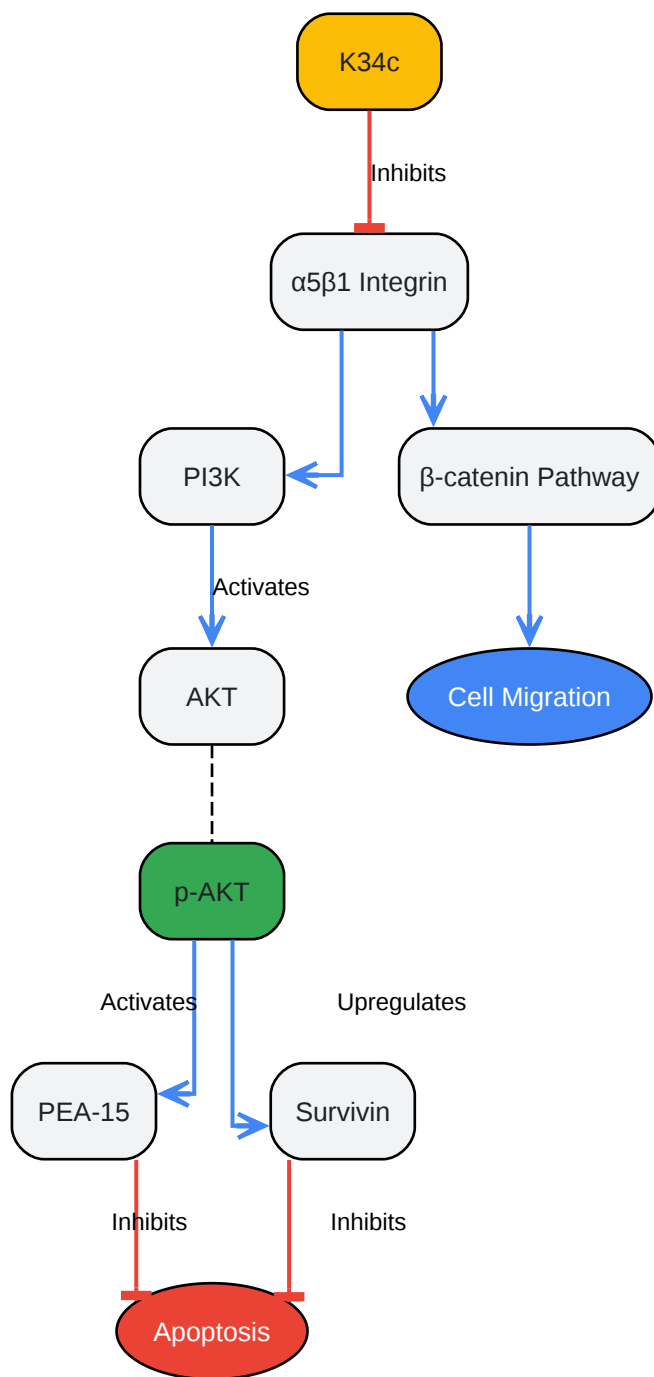 K34c
Inhibits
α5β1 Integrin
PI3K
β-catenin Pathway
Activates
AKT
Cell Migration
p-AKT
Activates
Upregulates
PEA-15
Survivin
Inhibits
Inhibits
Apoptosis